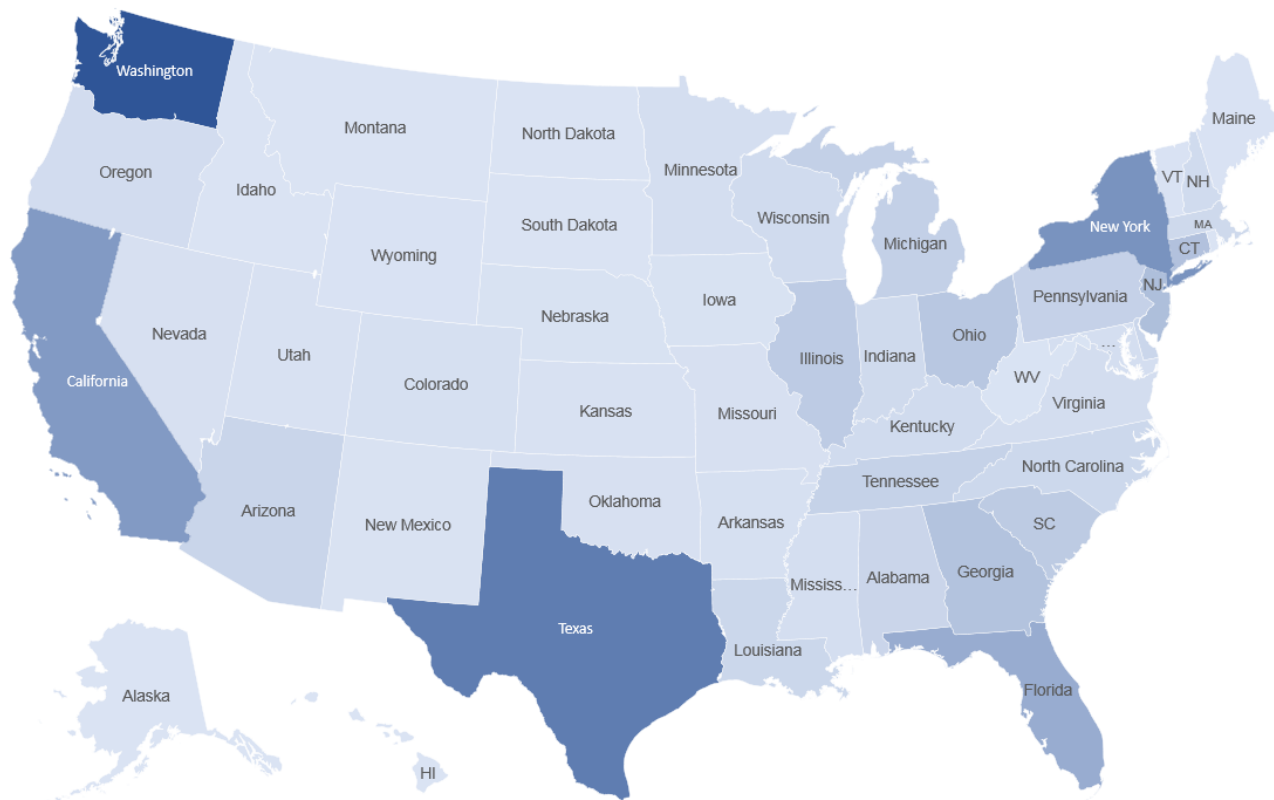 Washington
Montana
North Dakota
Minnesota
Maine
Oregon
Idaho
VT
NH
South Dakota
Wisconsin
MA
New York
Wyoming
Michigan
CT
Iowa
Pennsylvania
NJ
Nebraska
Nevada
Ohio
...
Utah
Illinois
Indiana
California
Colorado
WV
Kansas
Virginia
Missouri
Kentucky
North Carolina
Tennessee
Oklahoma
Arizona
New Mexico
Arkansas
SC
Mississ...
Alabama
Georgia
Texas
Louisiana
Alaska
Florida
HI